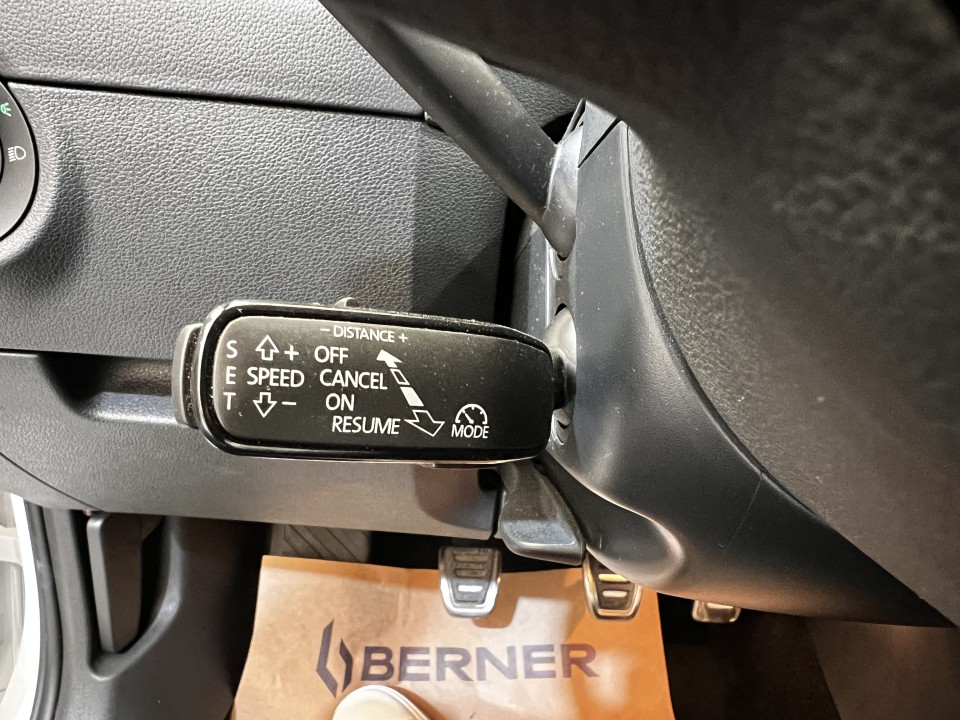 − DISTANCE +
S + OFF
E SPEED CANCEL
T − ON
RESUME MODE
BERNER